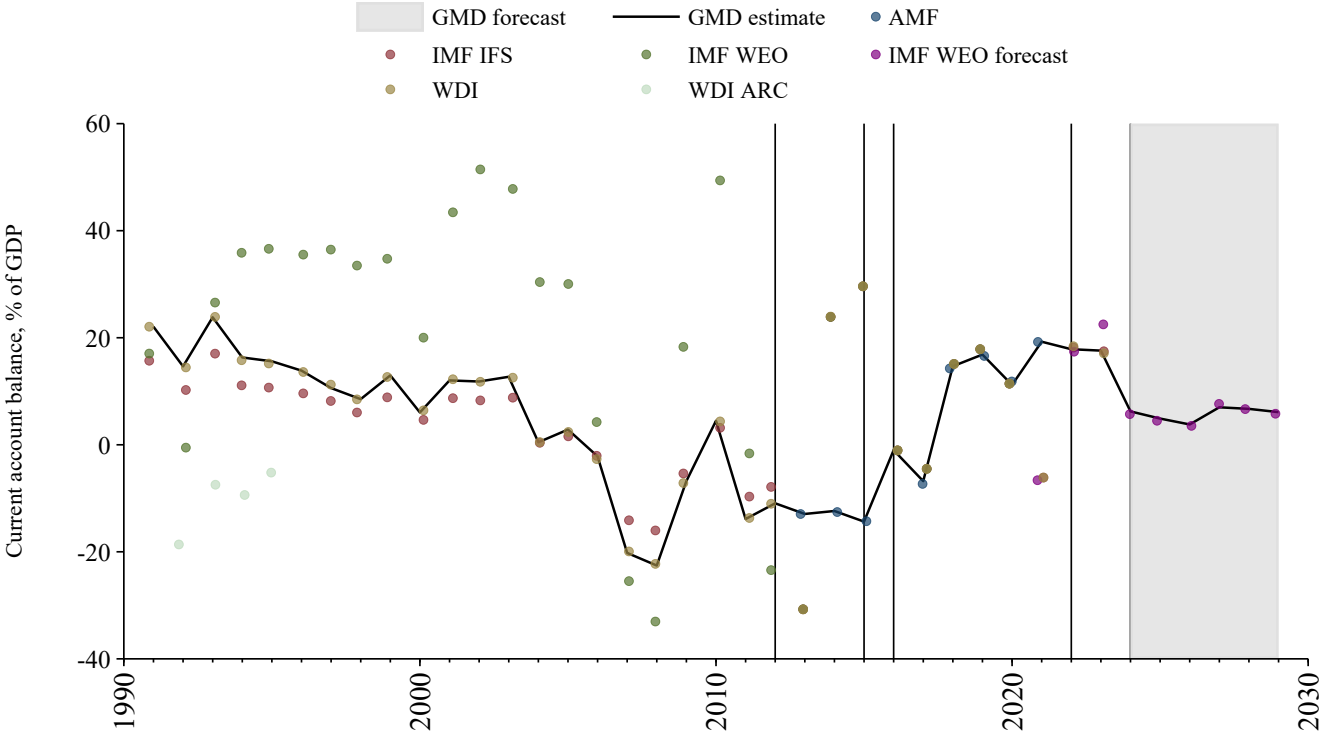 GMD forecast GMD estimate AMF
IMF IFS IMF WEO IMF WEO forecast
WDI WDI ARC
Current account balance, % of GDP
60
40
20
0
-20
-40
1990 2000 2010 2020 2030